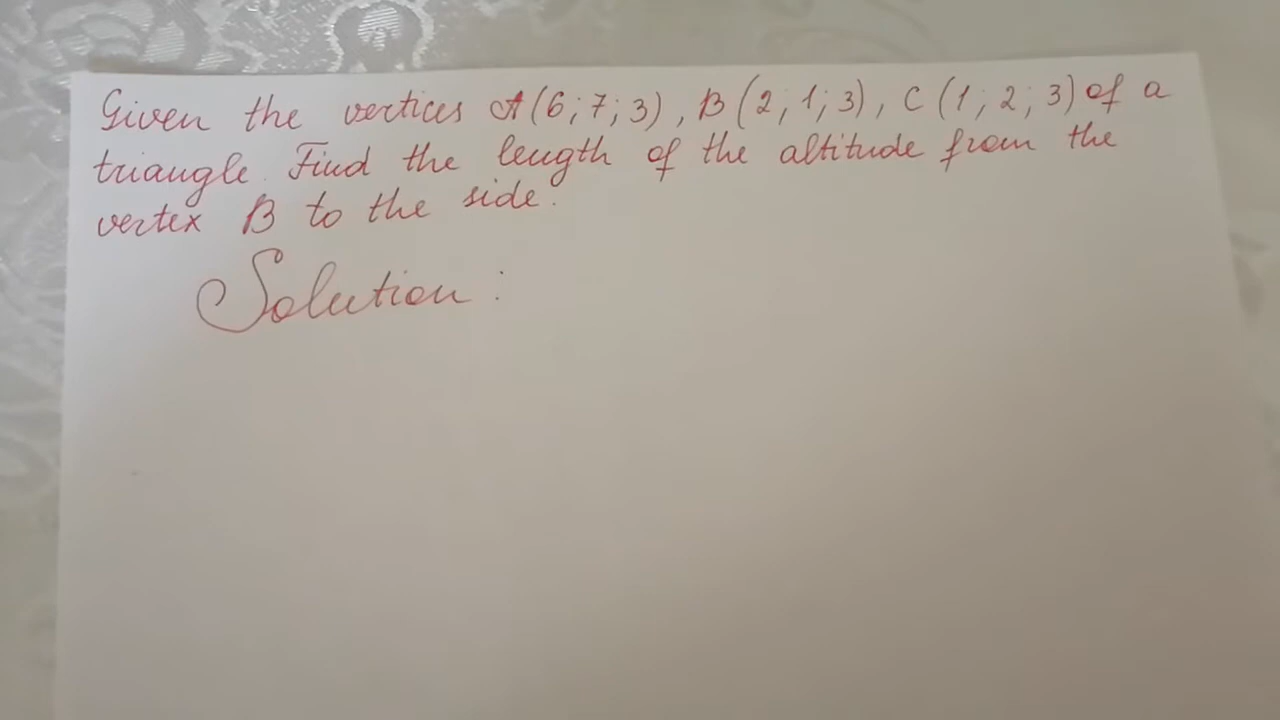 Given the vertices A(6;7;3), B(2;1;3), C(1;2;3) of a
triangle. Find the length of the altitude from the
vertex B to the side.
Solution: